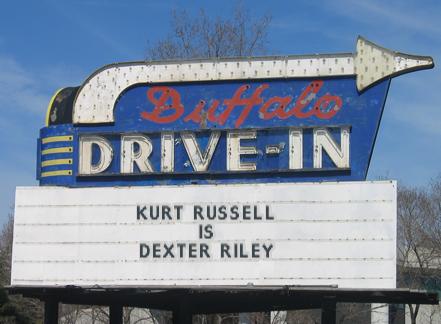 Buffalo
DRIVE-IN
KURT RUSSELL
IS
DEXTER RILEY